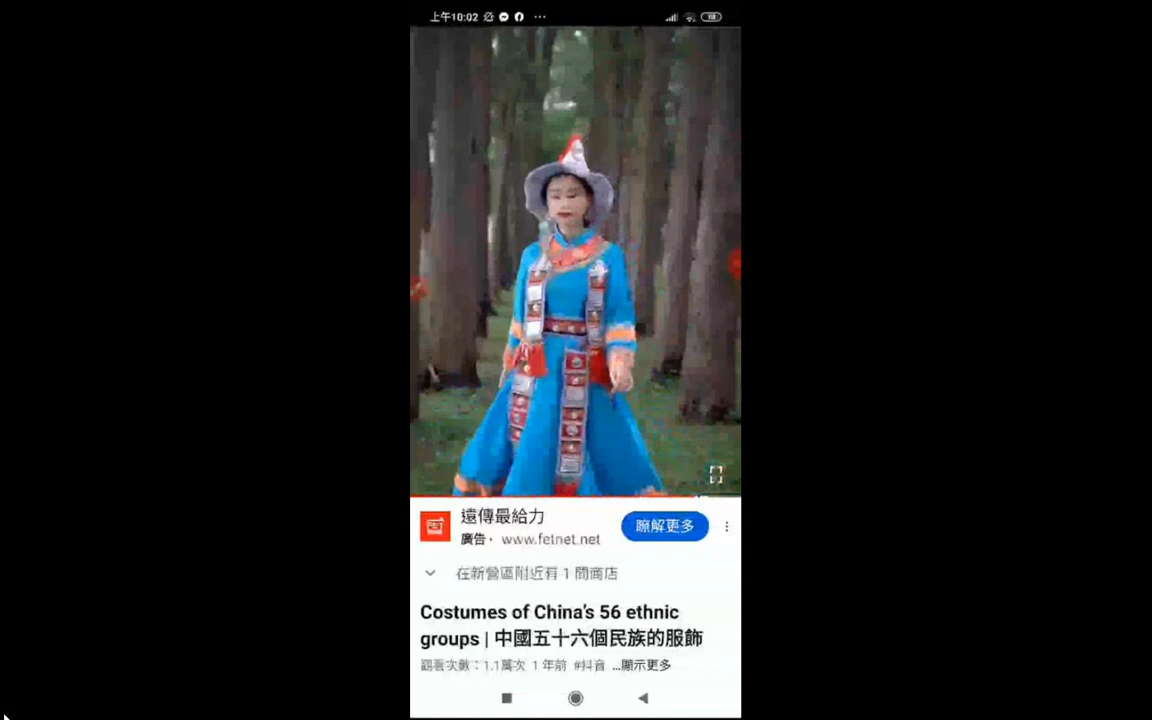 上午10:02
遠傳最給力
瞭解更多
廣告 · www.fetnet.net
在新營區附近有 1 間商店
Costumes of China's 56 ethnic
groups | 中國五十六個民族的服飾
觀看次數：1.1萬次 1 年前 #抖音 ...顯示更多